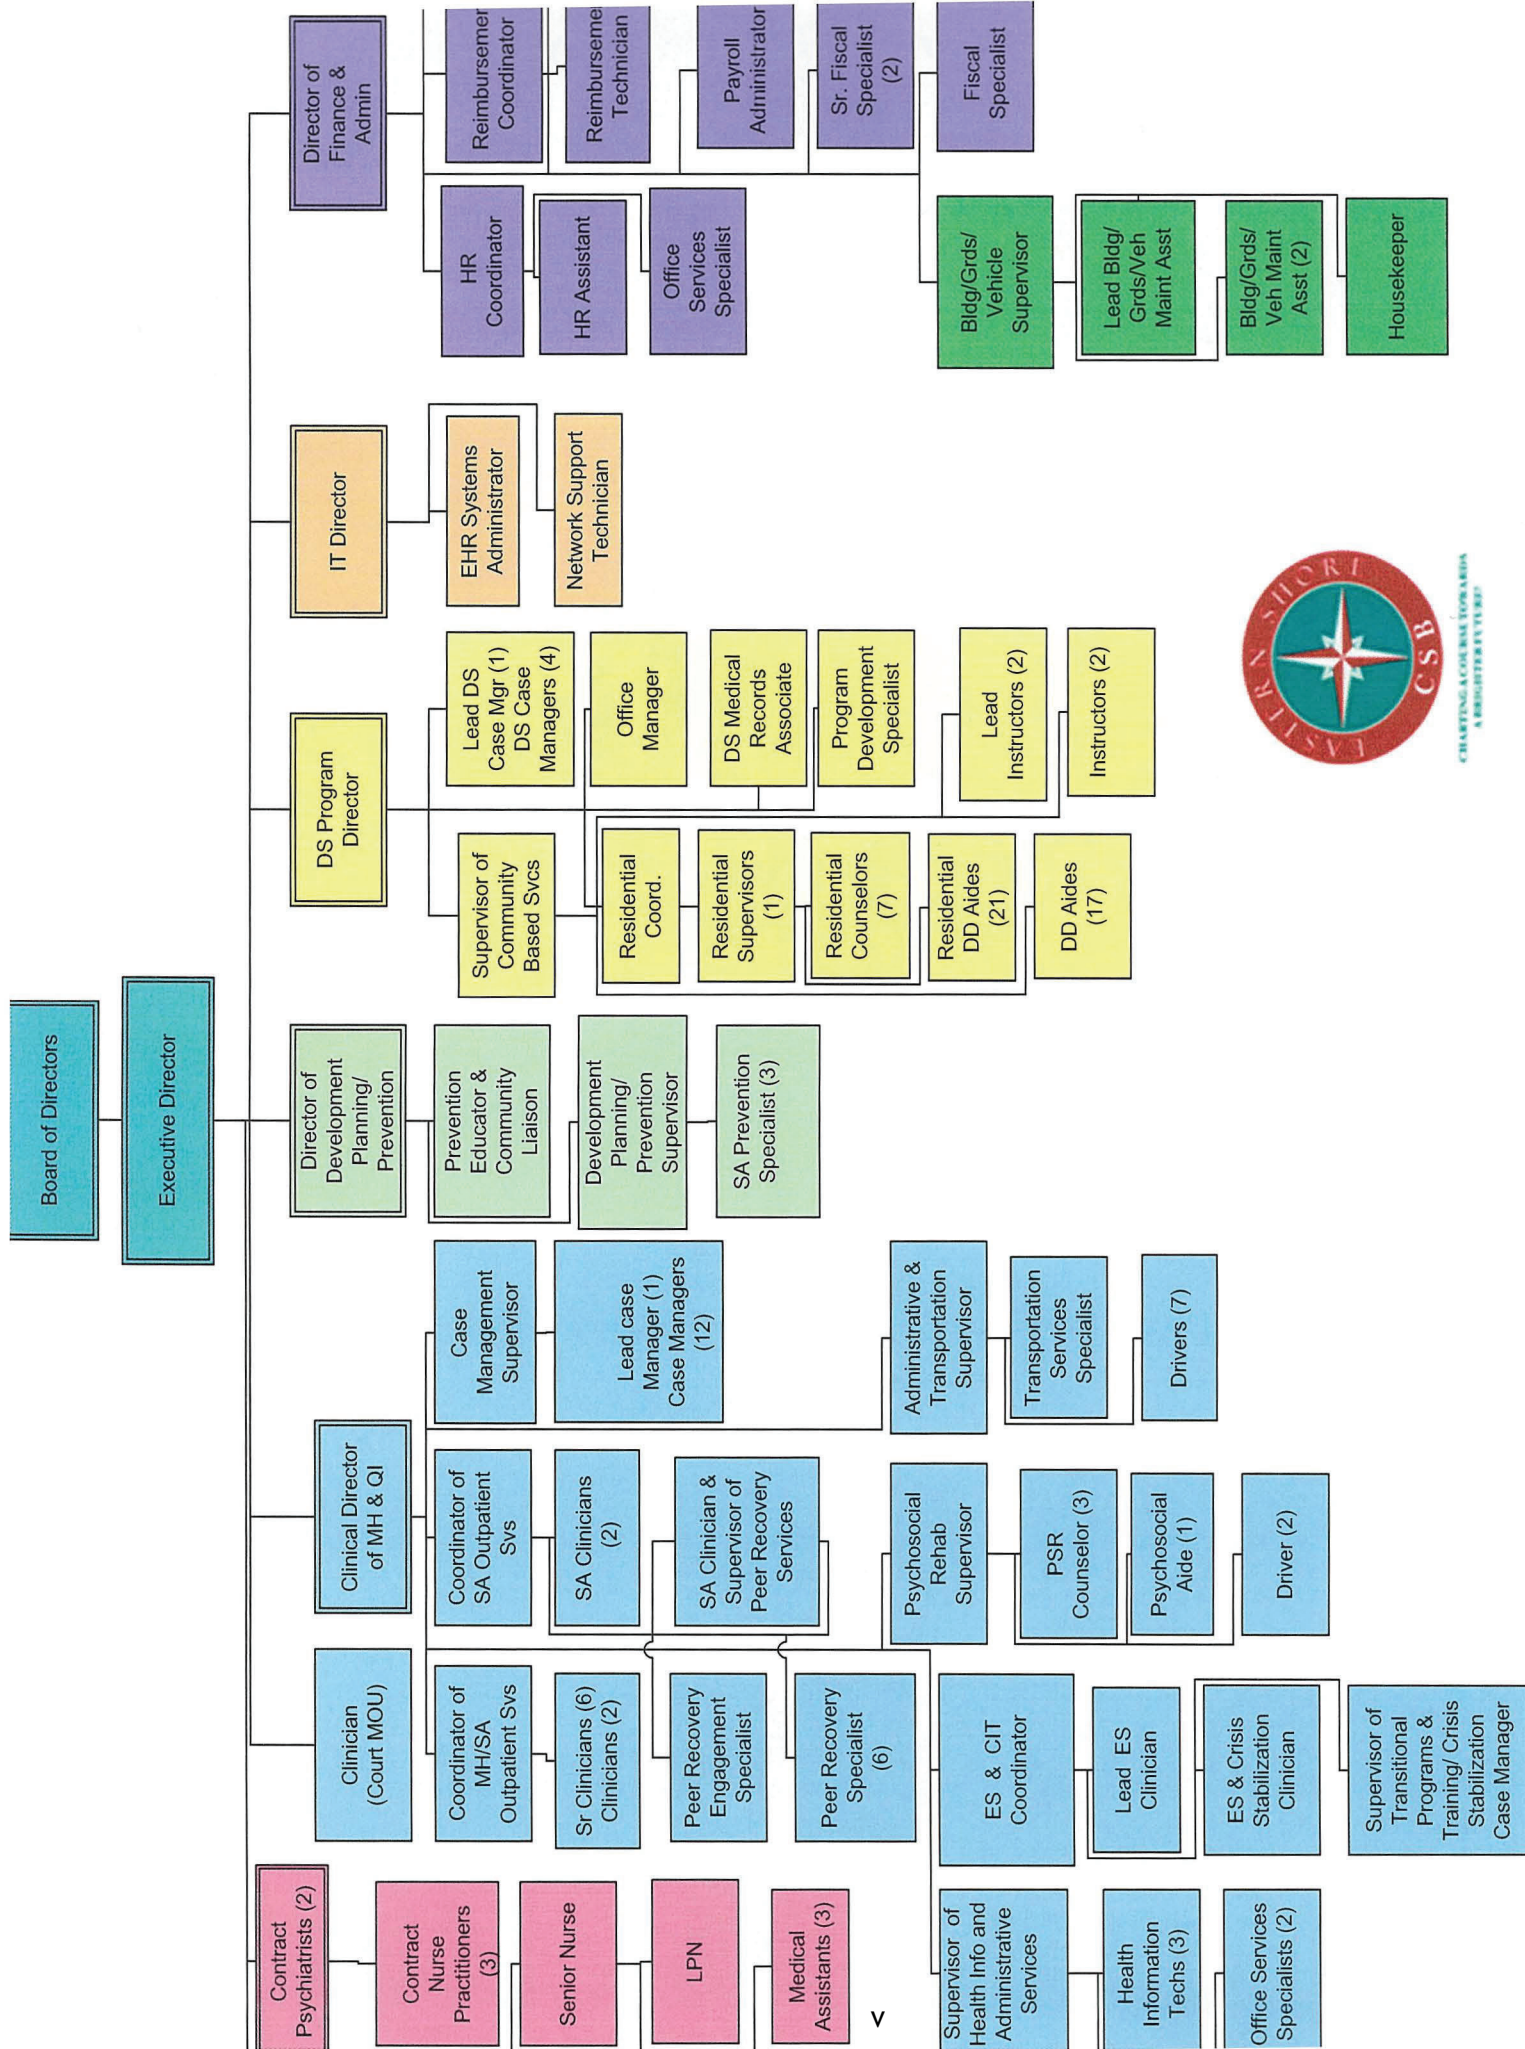 Board of Directors
Executive Director
Contract
Psychiatrists (2)
Contract
Nurse
Practitioners
(3)
Senior Nurse
LPN
Medical
Assistants (3)
Clinician
(Court MOU)
Clinical Director
of MH & QI
Coordinator of
MH/SA
Outpatient Svs
Sr Clinicians (6)
Clinicians (2)
Peer Recovery
Engagement
Specialist
Peer Recovery
Specialist
(6)
Coordinator of
SA Outpatient
Svs
SA Clinicians
(2)
SA Clinician &
Supervisor of
Peer Recovery
Services
Case
Management
Supervisor
Lead case
Manager (1)
Case Managers
(12)
Supervisor of
Health Info and
Administrative
Services
Health
Information
Techs (3)
Office Services
Specialists (2)
ES & CIT
Coordinator
Lead ES
Clinician
ES & Crisis
Stabilization
Clinician
Supervisor of
Transitional
Programs &
Training/ Crisis
Stabilization
Case Manager
Psychosocial
Rehab
Supervisor
PSR
Counselor (3)
Psychosocial
Aide (1)
Driver (2)
Administrative &
Transportation
Supervisor
Transportation
Services
Specialist
Drivers (7)
Director of
Development
Planning/
Prevention
Prevention
Educator &
Community
Liaison
Development
Planning/
Prevention
Supervisor
SA Prevention
Specialist (3)
DS Program
Director
Supervisor of
Community
Based Svcs
Residential
Coord.
Residential
Supervisors
(1)
Residential
Counselors
(7)
Residential
DD Aides
(21)
DD Aides
(17)
Lead DS
Case Mgr (1)
DS Case
Managers (4)
Office
Manager
DS Medical
Records
Associate
Program
Development
Specialist
Lead
Instructors (2)
Instructors (2)
IT Director
EHR Systems
Administrator
Network Support
Technician
Director of
Finance &
Admin
HR
Coordinator
HR Assistant
Office
Services
Specialist
Reimbursemen
Coordinator
Reimburseme
Technician
Payroll
Administrator
Sr. Fiscal
Specialist
(2)
Fiscal
Specialist
Bldg/Grds/
Vehicle
Supervisor
Lead Bldg/
Grds/Veh
Maint Asst
Bldg/Grds/
Veh Maint
Asst (2)
Housekeeper
EASTERN SHORE
CSB
CHARTING A COURSE TOWARDS
A BRIGHTER FUTURE!
v